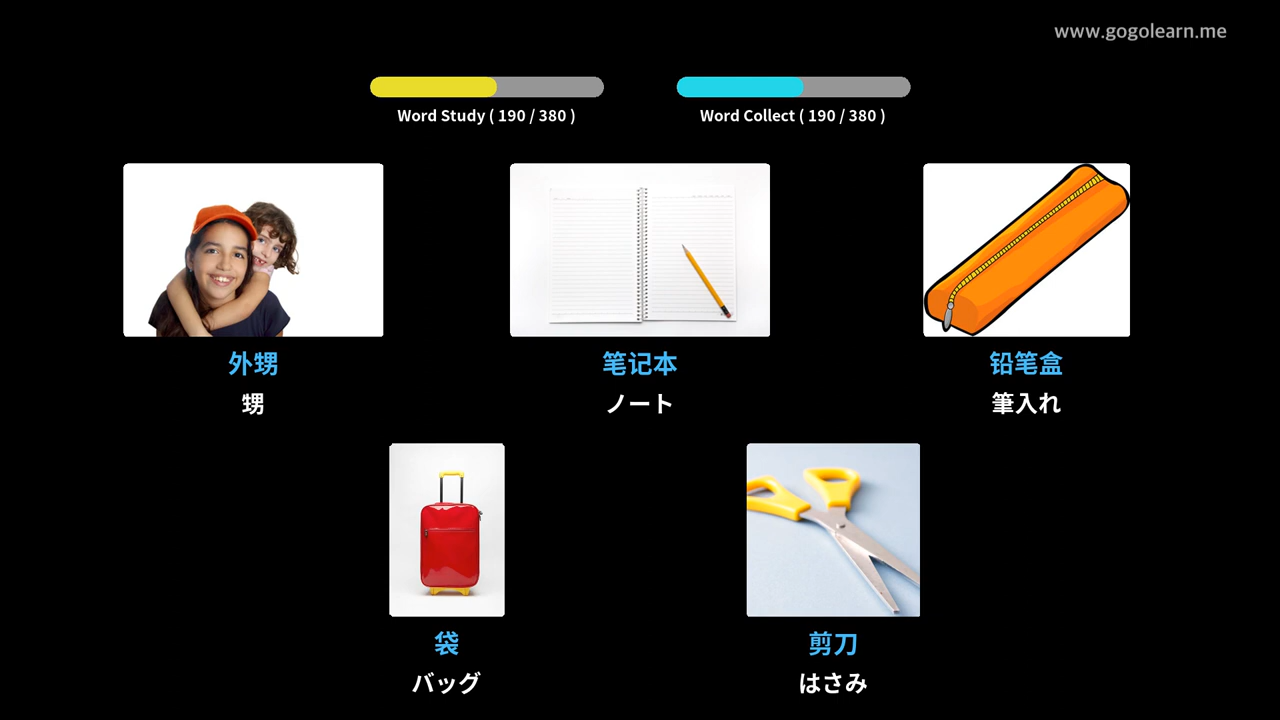 www.gogolearn.me
Word Study ( 190 / 380 )
Word Collect ( 190 / 380 )
外甥
甥
笔记本
ノート
铅笔盒
筆入れ
袋
バッグ
剪刀
はさみ